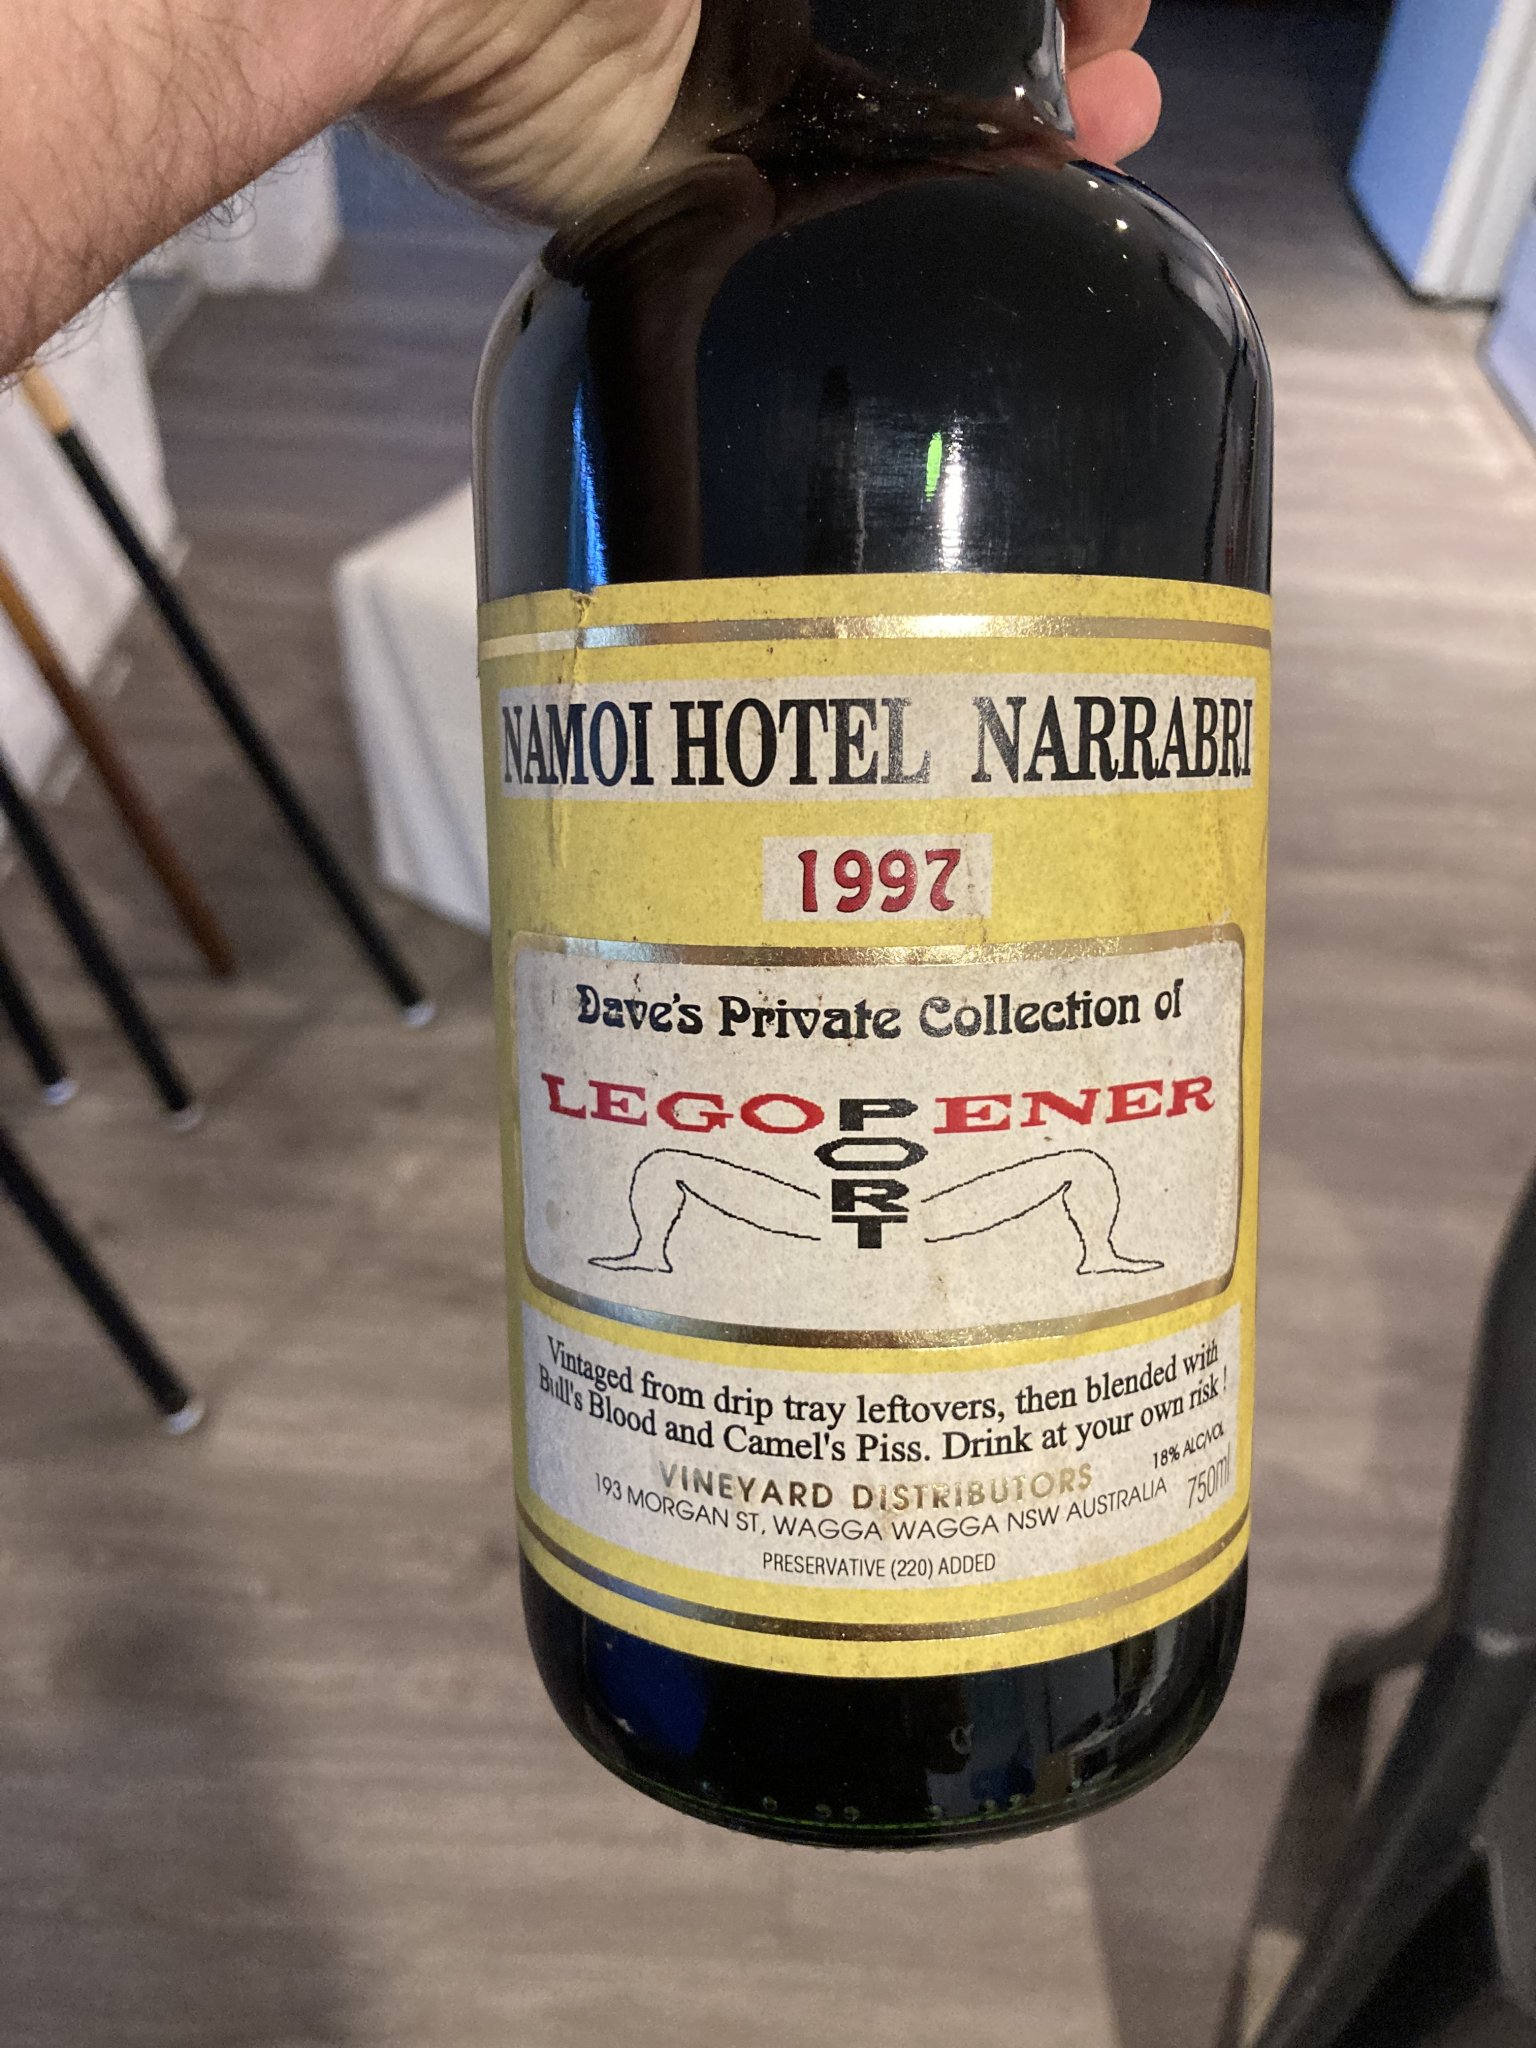 NAMOI HOTEL NARRABRI
1997
Dave's Private Collection of
LEGOPENER
PORT
Vintaged from drip tray leftovers, then blended with
Bull's Blood and Camel's Piss. Drink at your own risk !
18% ALC/VOL
VINEYARD DISTRIBUTORS
750ml
193 MORGAN ST, WAGGA WAGGA NSW AUSTRALIA
PRESERVATIVE (220) ADDED